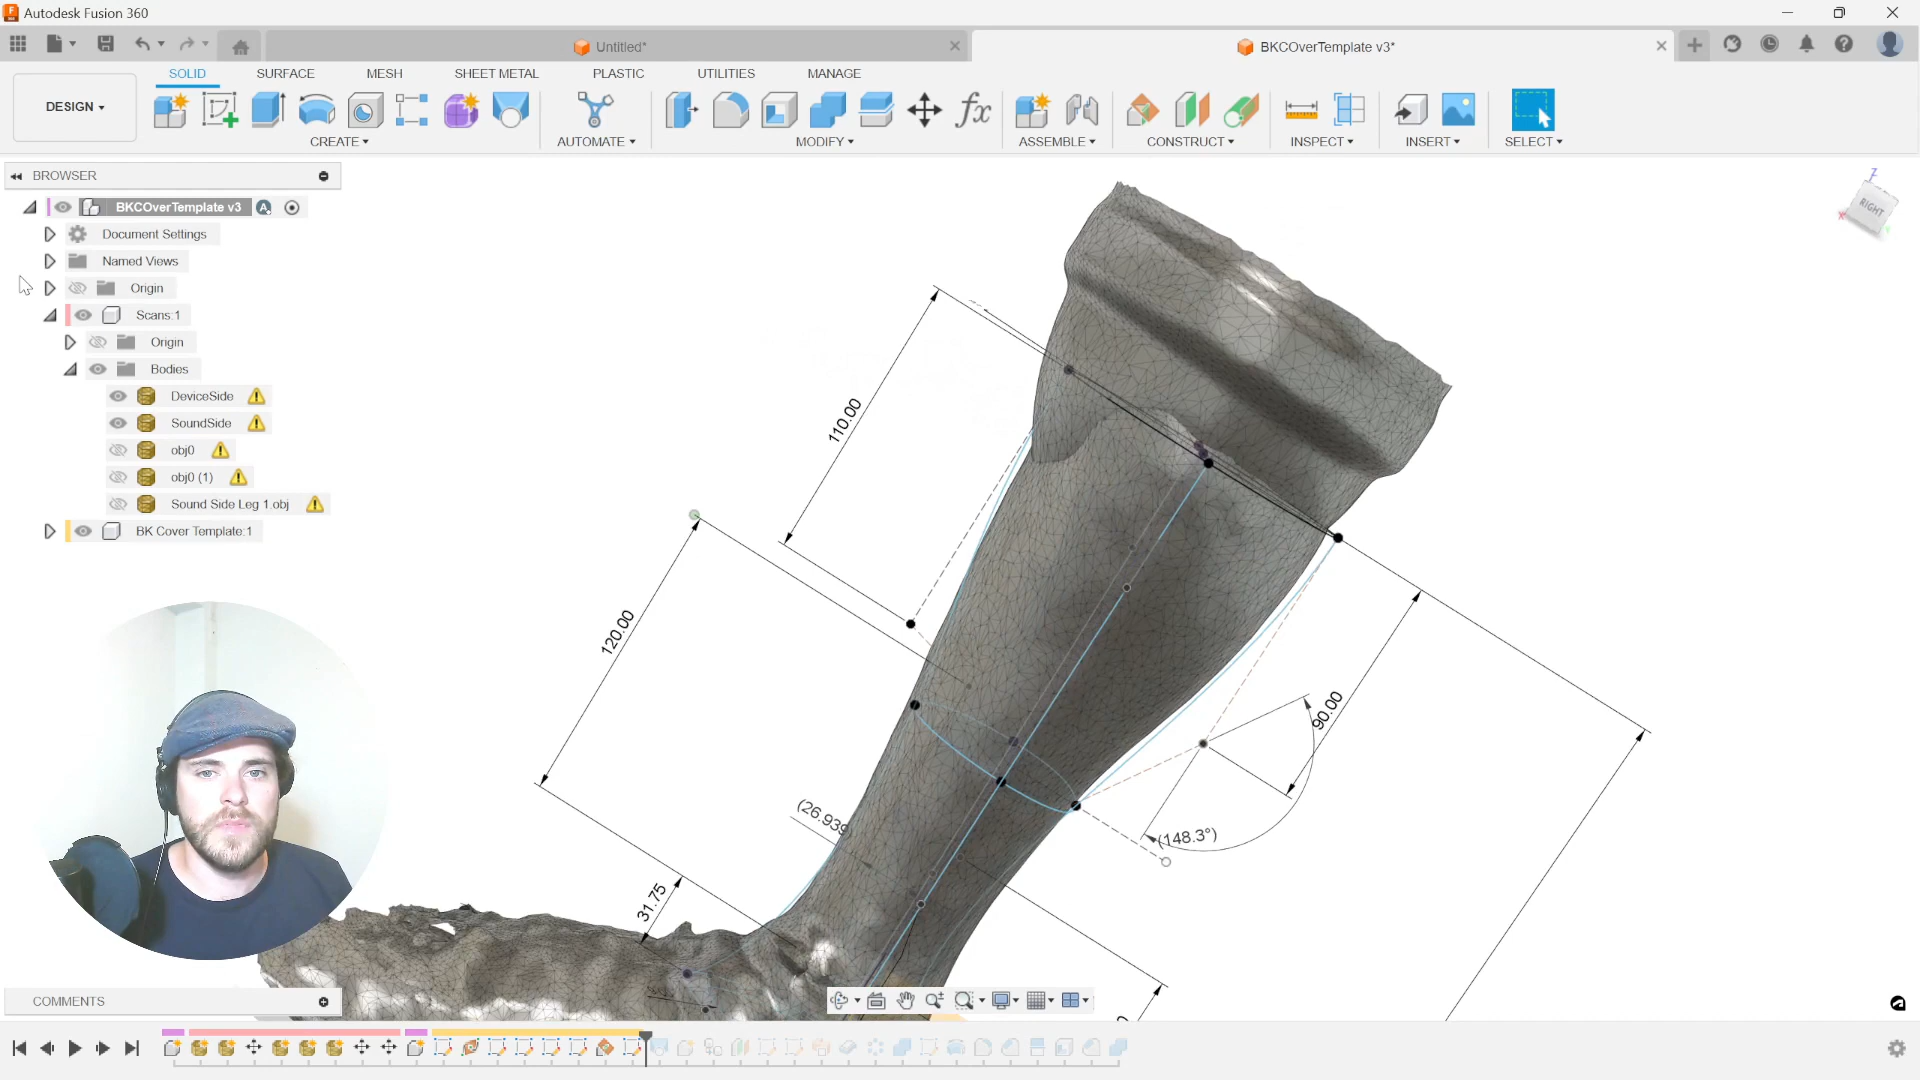 Autodesk Fusion 360
Untitled*
BKCOverTemplate v3*
DESIGN
SOLID
SURFACE
MESH
SHEET METAL
PLASTIC
UTILITIES
MANAGE
CREATE
AUTOMATE
MODIFY
fx
ASSEMBLE
CONSTRUCT
INSPECT
INSERT
SELECT
BROWSER
BKCOverTemplate v3
Document Settings
Named Views
Origin
Scans:1
Origin
Bodies
DeviceSide
SoundSide
obj0
obj0 (1)
Sound Side Leg 1.obj
BK Cover Template:1
Z
RIGHT
X
110.00
120.00
90.00
(26.939)
(148.3°)
31.75
COMMENTS